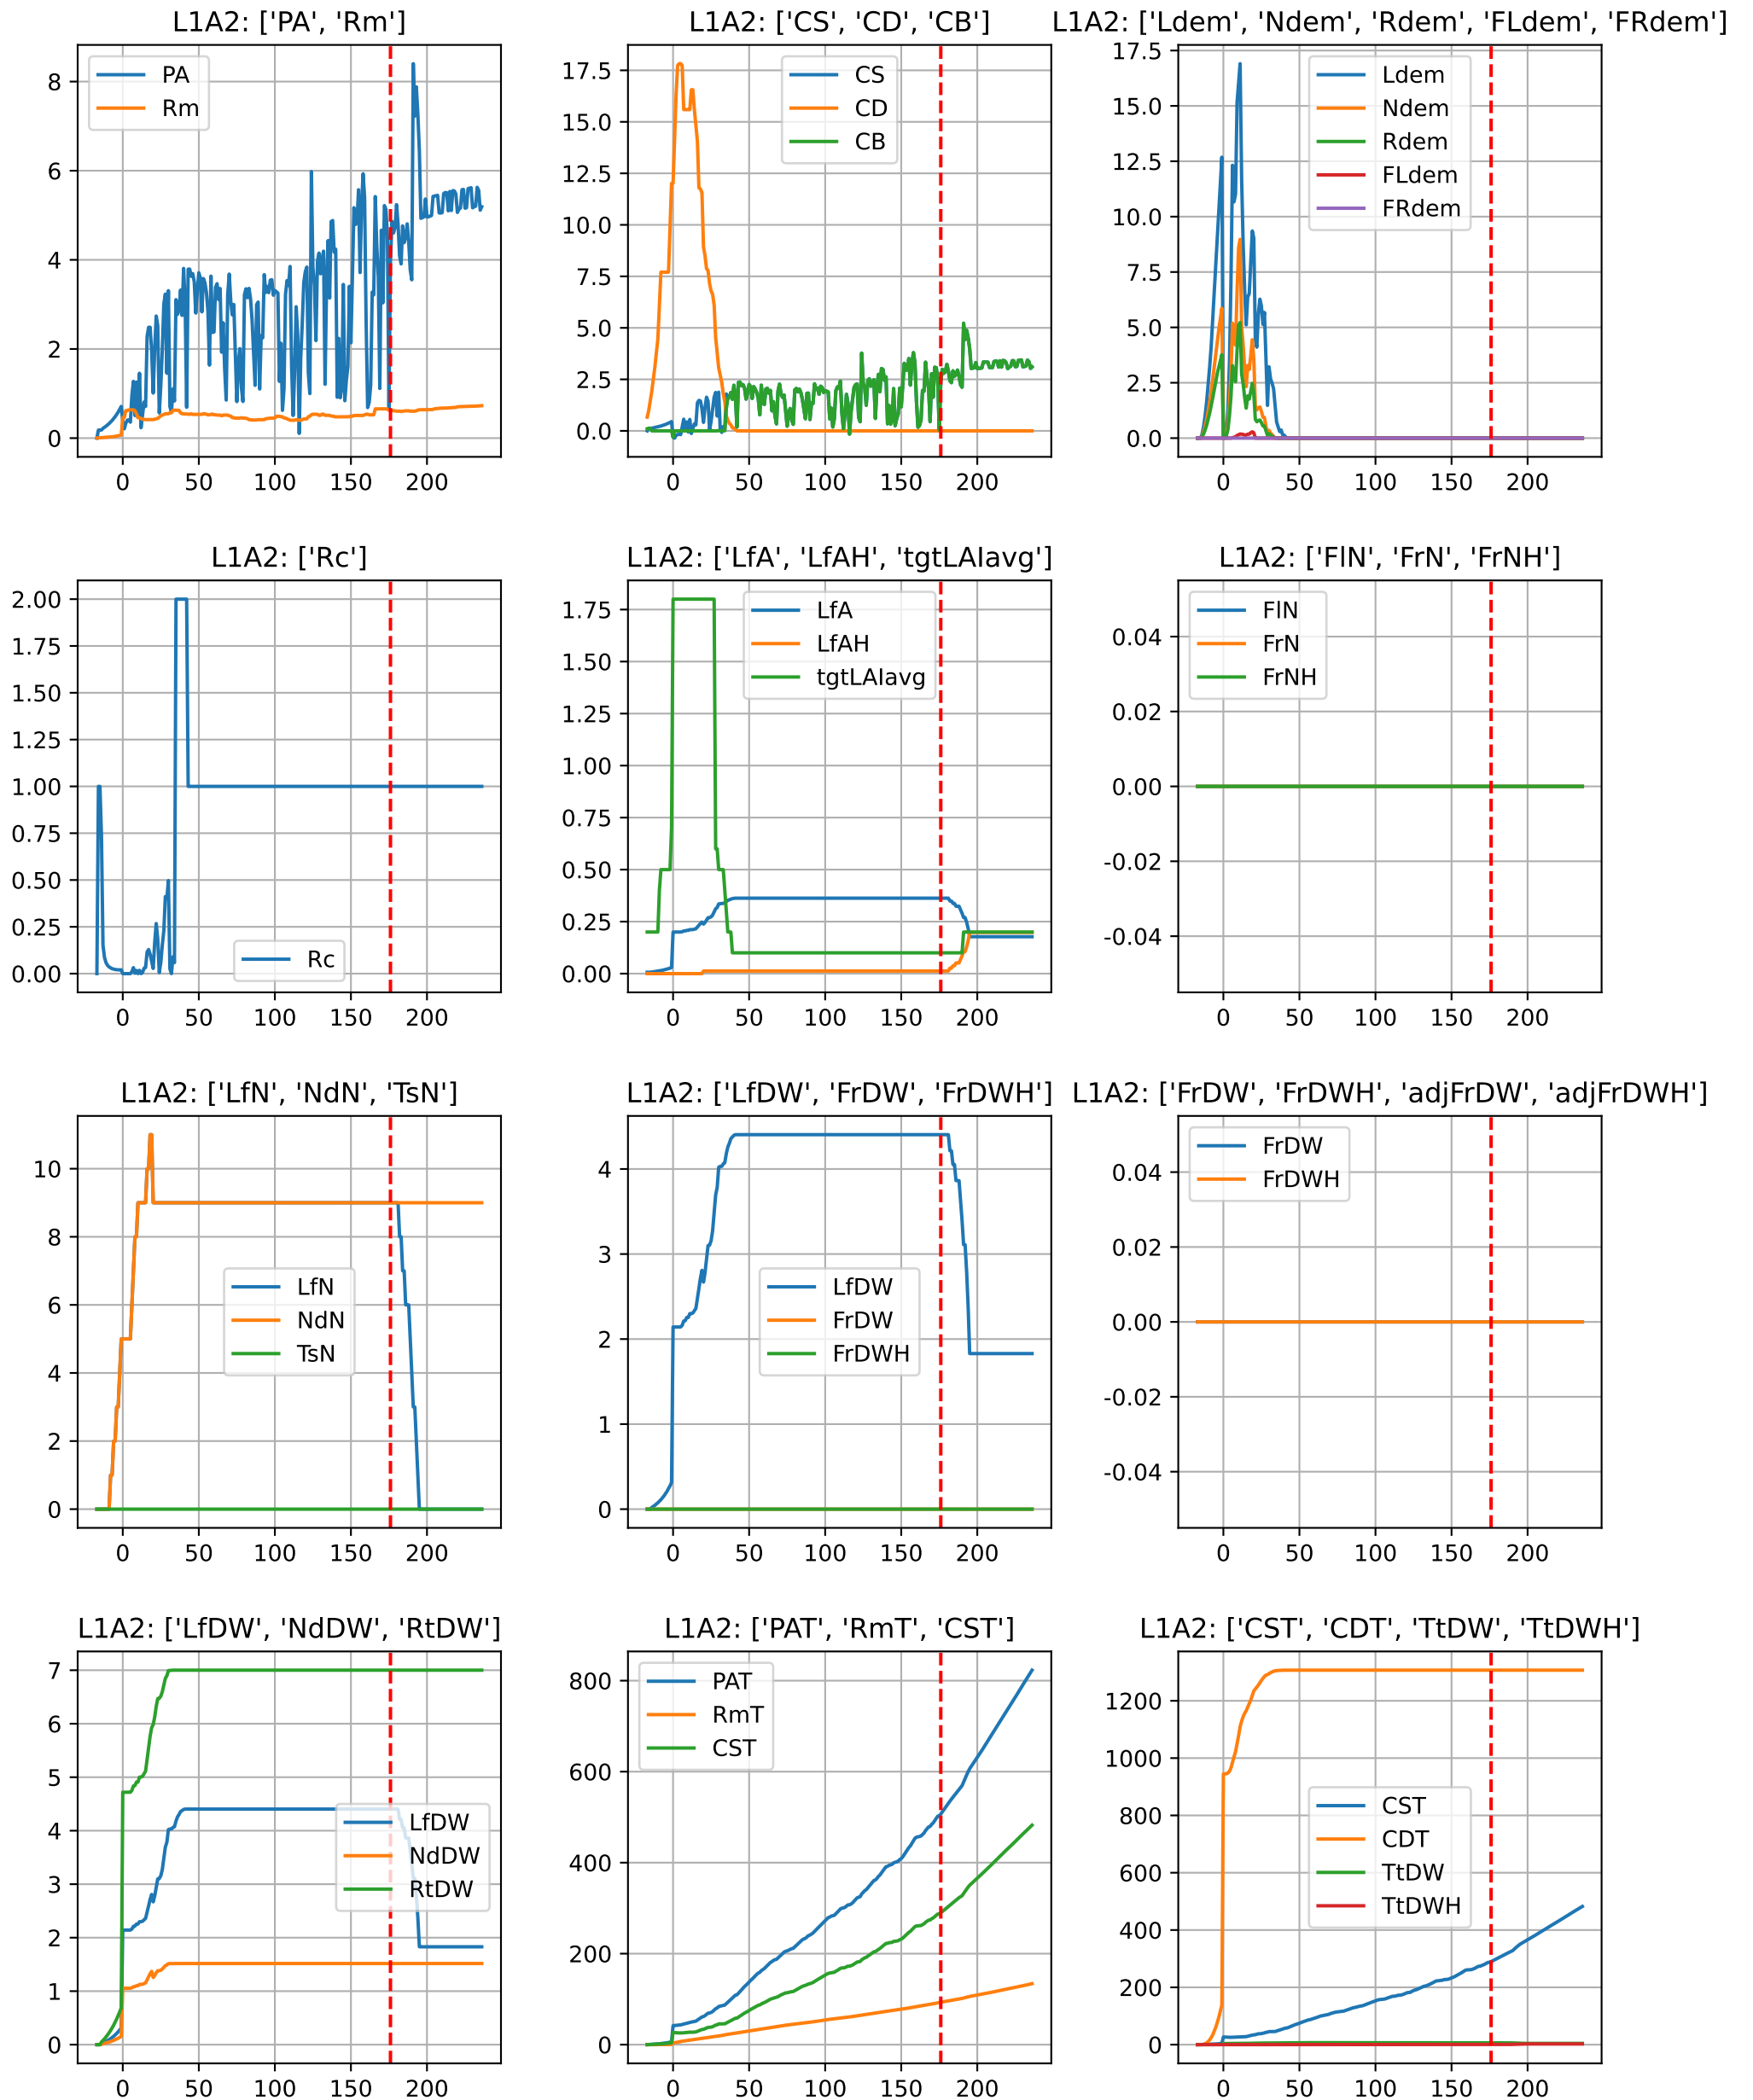 L1A2: ['PA', 'Rm']
PA
Rm
8
6
4
2
0
0 50 100 150 200
L1A2: ['CS', 'CD', 'CB']
CS
CD
CB
17.5
15.0
12.5
10.0
7.5
5.0
2.5
0.0
0 50 100 150 200
L1A2: ['Ldem', 'Ndem', 'Rdem', 'FLdem', 'FRdem']
Ldem
Ndem
Rdem
FLdem
FRdem
17.5
15.0
12.5
10.0
7.5
5.0
2.5
0.0
0 50 100 150 200
L1A2: ['Rc']
2.00
1.75
1.50
1.25
1.00
0.75
0.50
0.25
0.00
Rc
0 50 100 150 200
L1A2: ['LfA', 'LfAH', 'tgtLAIavg']
LfA
LfAH
tgtLAIavg
1.75
1.50
1.25
1.00
0.75
0.50
0.25
0.00
0 50 100 150 200
L1A2: ['FlN', 'FrN', 'FrNH']
FlN
FrN
FrNH
0.04
0.02
0.00
-0.02
-0.04
0 50 100 150 200
L1A2: ['LfN', 'NdN', 'TsN']
10
8
6
4
2
0
LfN
NdN
TsN
0 50 100 150 200
L1A2: ['LfDW', 'FrDW', 'FrDWH']
4
3
2
1
0
LfDW
FrDW
FrDWH
0 50 100 150 200
L1A2: ['FrDW', 'FrDWH', 'adjFrDW', 'adjFrDWH']
FrDW
FrDWH
0.04
0.02
0.00
-0.02
-0.04
0 50 100 150 200
L1A2: ['LfDW', 'NdDW', 'RtDW']
7
6
5
4
3
2
1
0
LfDW
NdDW
RtDW
0 50 100 150 200
L1A2: ['PAT', 'RmT', 'CST']
PAT
RmT
CST
800
600
400
200
0
0 50 100 150 200
L1A2: ['CST', 'CDT', 'TtDW', 'TtDWH']
1200
1000
800
600
400
200
0
CST
CDT
TtDW
TtDWH
0 50 100 150 200